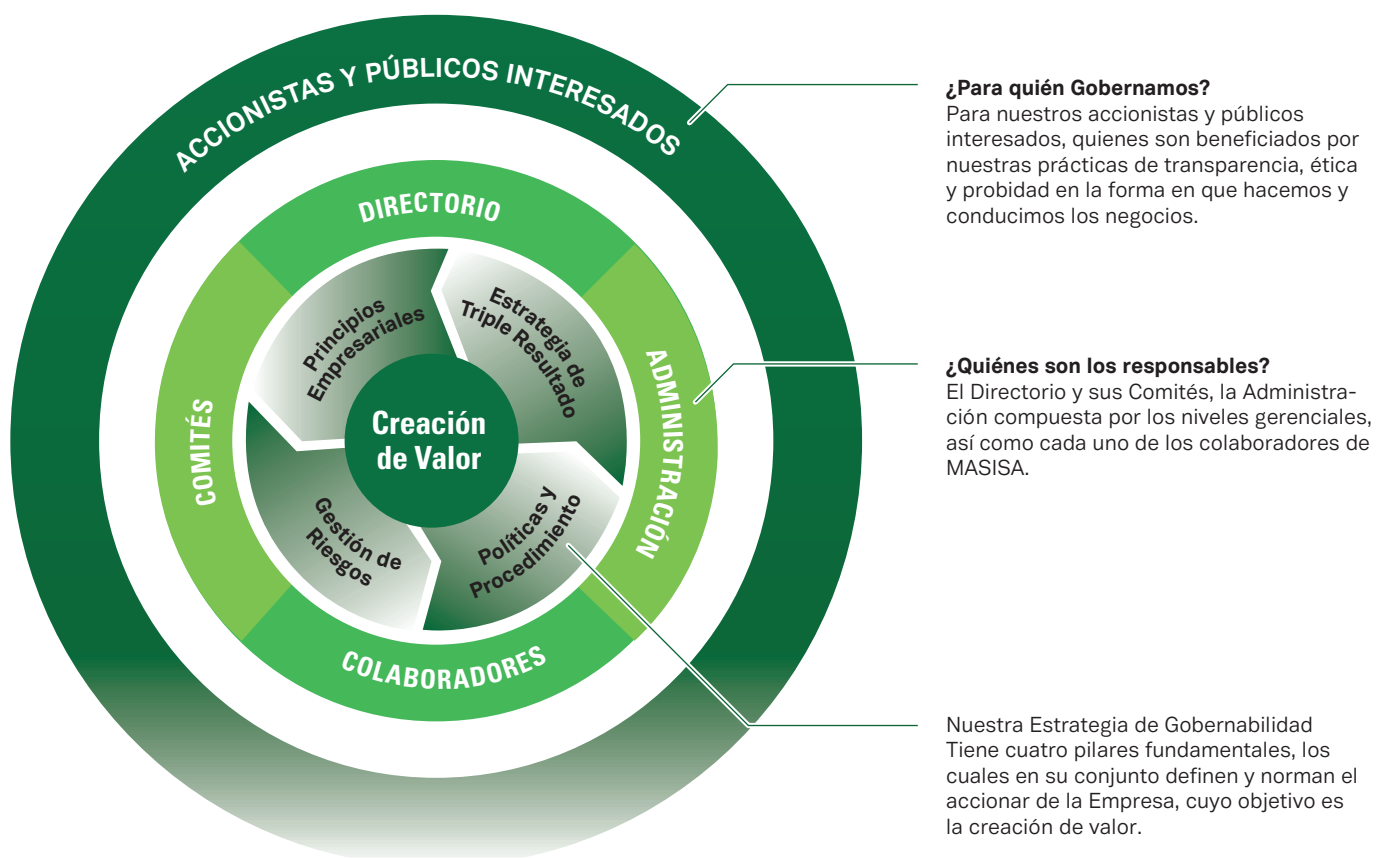 ACCIONISTAS Y PÚBLICOS INTERESADOS
DIRECTORIO
ADMINISTRACIÓN
COLABORADORES
COMITÉS
Principios
Empresariales
Estrategia de
Triple Resultado
Políticas y
Procedimiento
Gestión de
Riesgos
Creación
de Valor
¿Para quién Gobernamos?
Para nuestros accionistas y públicos
interesados, quienes son beneficiados por
nuestras prácticas de transparencia, ética
y probidad en la forma en que hacemos y
conducimos los negocios.
¿Quiénes son los responsables?
El Directorio y sus Comités, la Administra-
ción compuesta por los niveles gerenciales,
así como cada uno de los colaboradores de
MASISA.
Nuestra Estrategia de Gobernabilidad
Tiene cuatro pilares fundamentales, los
cuales en su conjunto definen y norman el
accionar de la Empresa, cuyo objetivo es
la creación de valor.